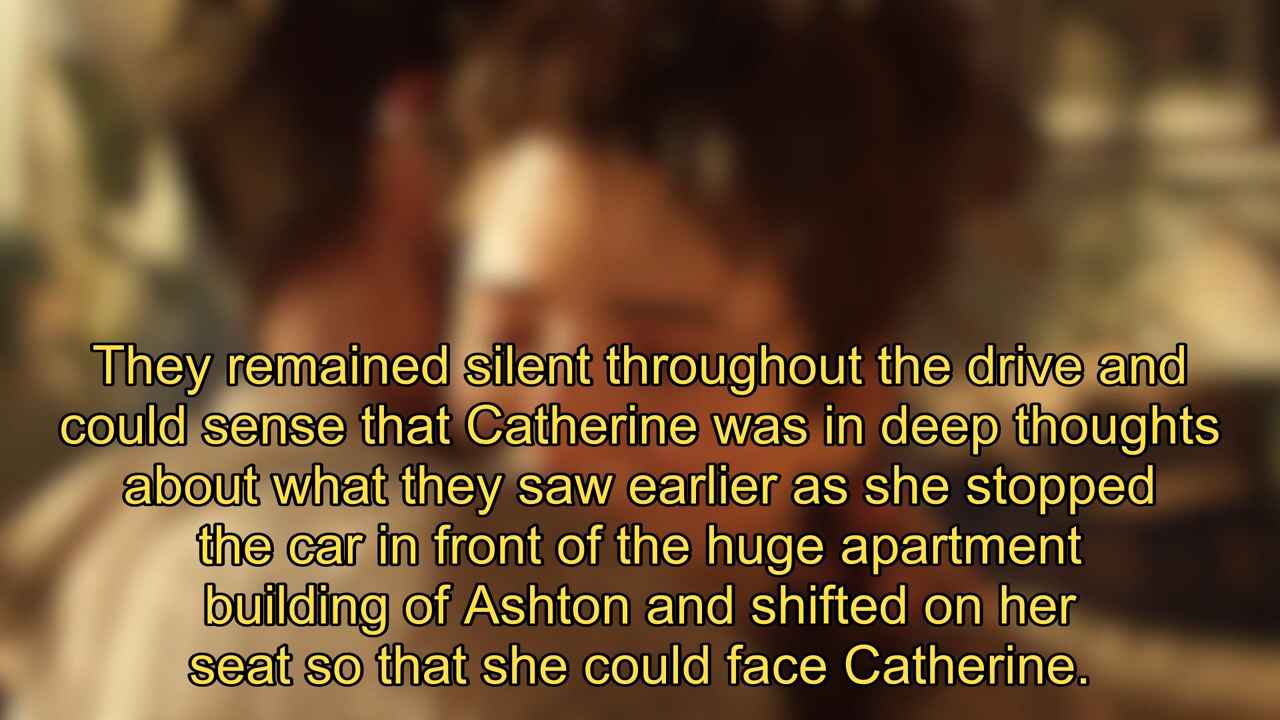 They remained silent throughout the drive and
could sense that Catherine was in deep thoughts
about what they saw earlier as she stopped
the car in front of the huge apartment
building of Ashton and shifted on her
seat so that she could face Catherine.